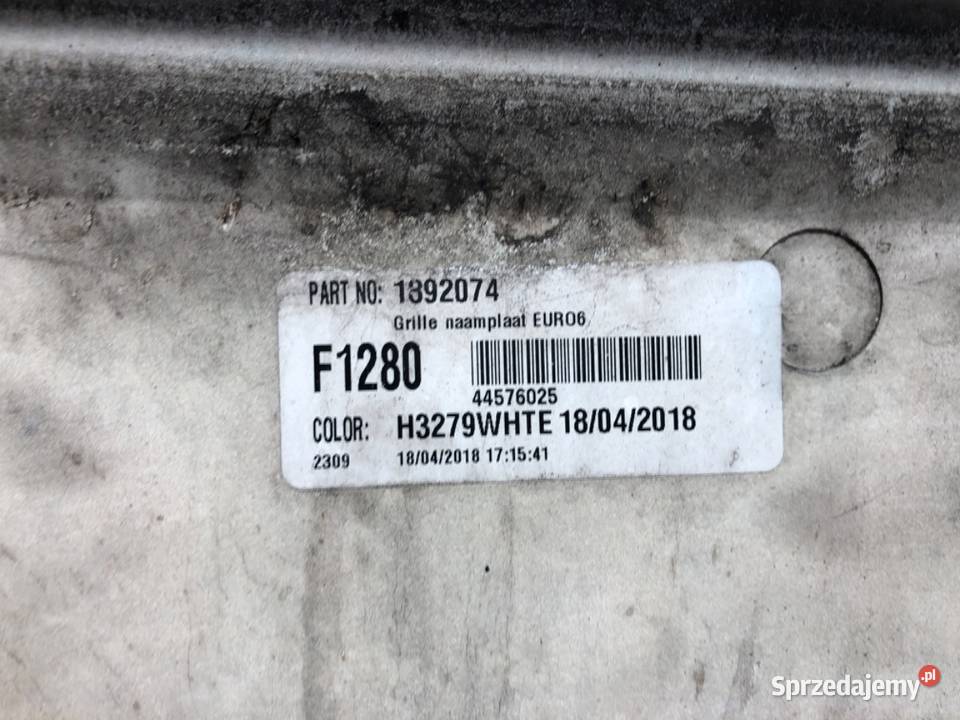 PART NO: 1892074
Grille naamplaat EURO6
F1280
44576025
COLOR: H3279WHTE 18/04/2018
2309 18/04/2018 17:15:41
Sprzedajemy.pl